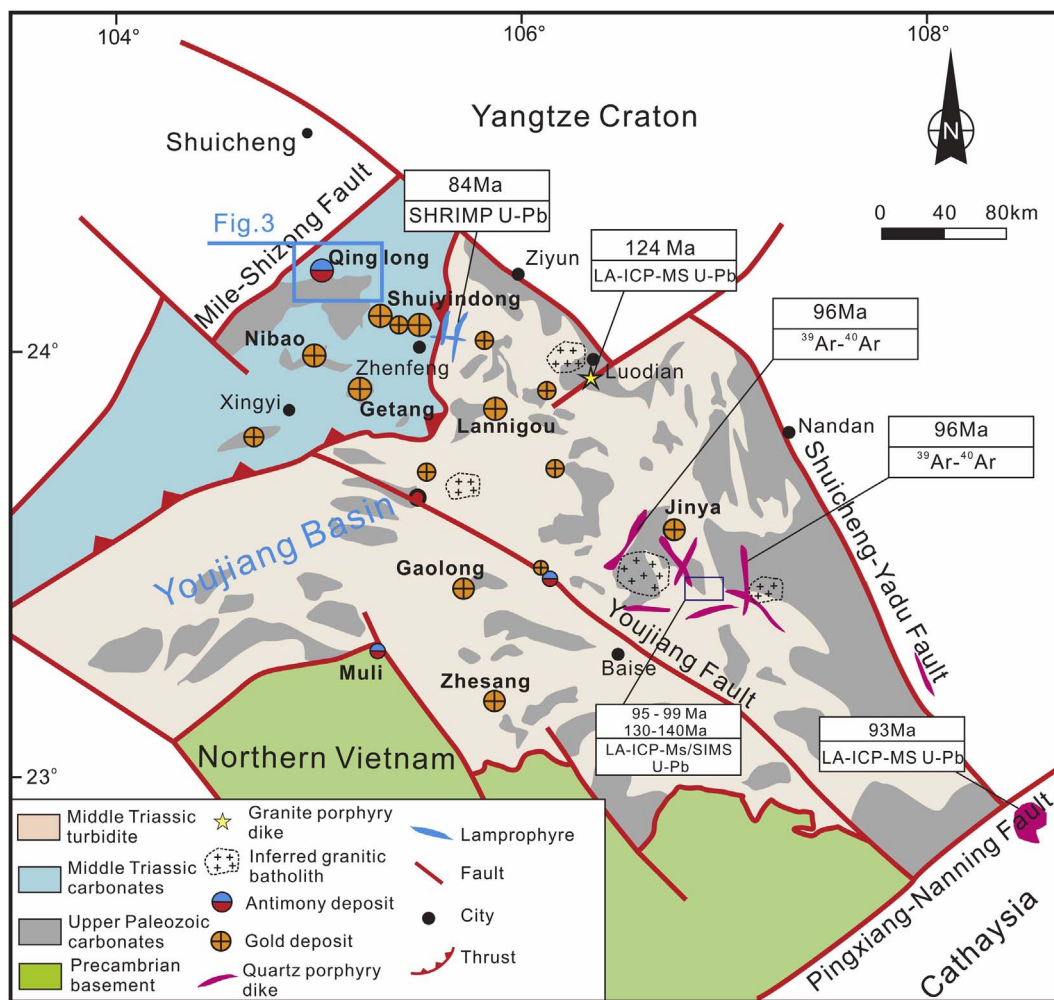 104°
106°
108°
Yangtze Craton
Shuicheng
N
84Ma
SHRIMP U-Pb
0 40 80km
Mile-Shizong Fault
Fig.3
Qinglong
Ziyun
124 Ma
LA-ICP-MS U-Pb
Shuiyindong
96Ma
³⁹Ar-⁴⁰Ar
24°
Nibao
Zhenfeng
Luodian
Getang
Xingyi
Lannigou
Nandan
96Ma
³⁹Ar-⁴⁰Ar
Shuicheng-Yadu Fault
Jinya
Youjiang Basin
Gaolong
Youjiang Fault
Muli
Baise
Zhesang
95 - 99 Ma
130-140Ma
LA-ICP-Ms/SIMS
U-Pb
93Ma
LA-ICP-MS U-Pb
Northern Vietnam
23°
Pingxiang-Nanning Fault
Cathaysia
Middle Triassic
turbidite
Middle Triassic
carbonates
Upper Paleozoic
carbonates
Precambrian
basement
Granite porphyry
dike
Inferred granitic
batholith
Antimony deposit
Gold deposit
Quartz porphyry
dike
Lamprophyre
Fault
City
Thrust